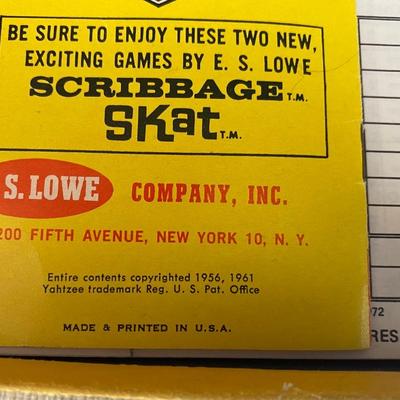 BE SURE TO ENJOY THESE TWO NEW,
EXCITING GAMES BY E. S. LOWE
SCRIBBAGE T.M.
SKat T.M.
S. LOWE COMPANY, INC.
200 FIFTH AVENUE, NEW YORK 10, N. Y.
Entire contents copyrighted 1956, 1961
Yahtzee trademark Reg. U. S. Pat. Office
MADE & PRINTED IN U.S.A.
72
RES